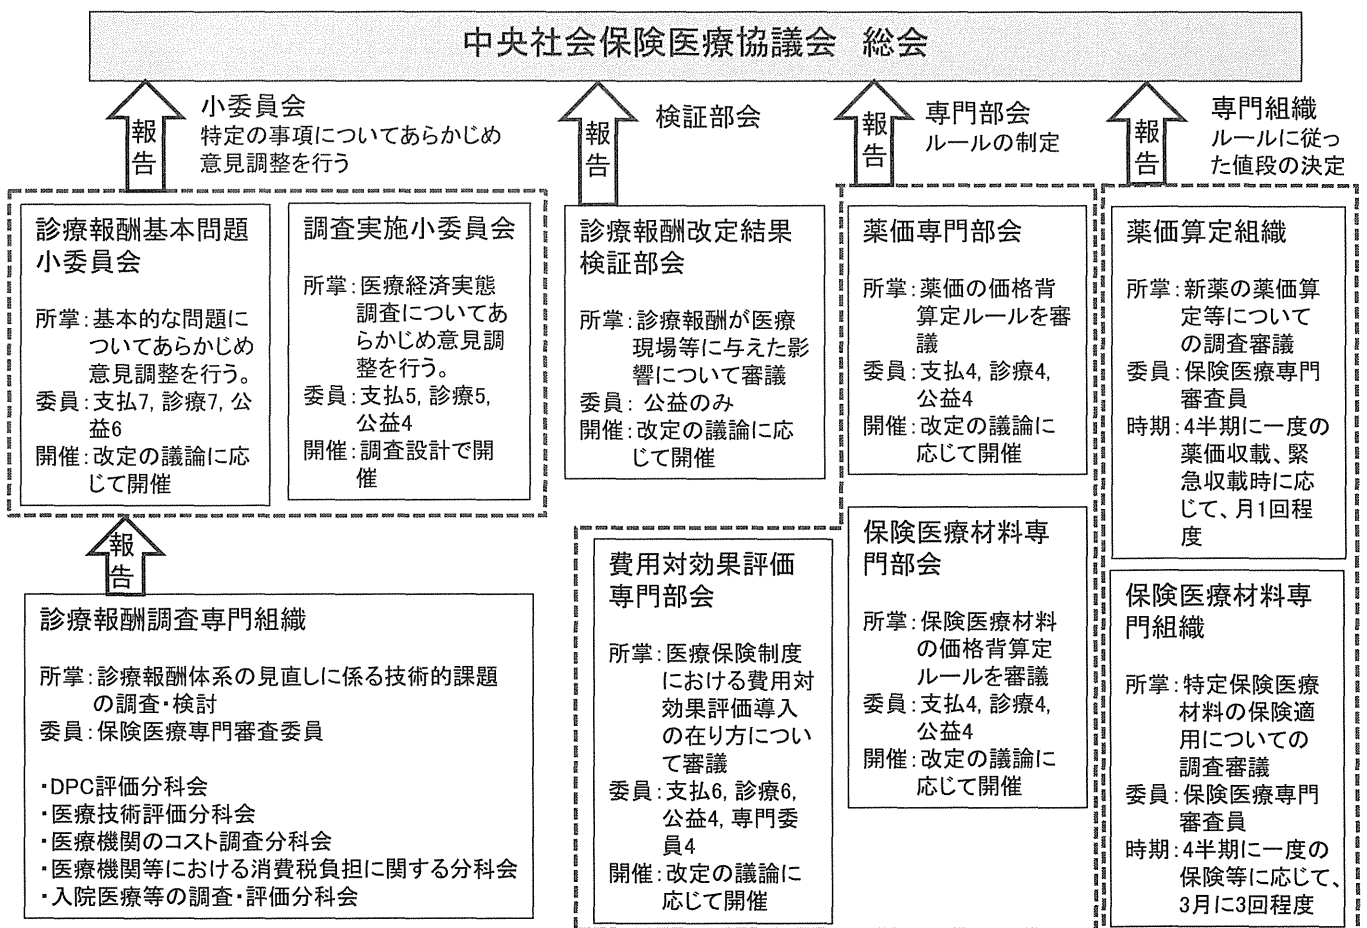 中央社会保険医療協議会 総会
報告
小委員会
特定の事項についてあらかじめ
意見調整を行う
報告
検証部会
報告
専門部会
ルールの制定
報告
専門組織
ルールに従っ
た値段の決定
診療報酬基本問題
小委員会
所掌:基本的な問題に
ついてあらかじめ
意見調整を行う。
委員:支払7, 診療7, 公
益6
開催:改定の議論に応
じて開催
調査実施小委員会
所掌:医療経済実態
調査についてあ
らかじめ意見調
整を行う。
委員:支払5, 診療5,
公益4
開催:調査設計で開
催
診療報酬改定結果
検証部会
所掌:診療報酬が医療
現場等に与えた影
響について審議
委員: 公益のみ
開催:改定の議論に応
じて開催
薬価専門部会
所掌:薬価の価格背
算定ルールを審
議
委員:支払4, 診療4,
公益4
開催:改定の議論に
応じて開催
薬価算定組織
所掌:新薬の薬価算
定等について
の調査審議
委員:保険医療専門
審査員
時期:4半期に一度の
薬価収載、緊
急収載時に応
じて、月1回程
度
報告
診療報酬調査専門組織
所掌:診療報酬体系の見直しに係る技術的課題
の調査・検討
委員:保険医療専門審査委員
・DPC評価分科会
・医療技術評価分科会
・医療機関のコスト調査分科会
・医療機関等における消費税負担に関する分科会
・入院医療等の調査・評価分科会
費用対効果評価
専門部会
所掌:医療保険制度
における費用対
効果評価導入
の在り方につい
て審議
委員:支払6, 診療6,
公益4, 専門委
員4
開催:改定の議論に
応じて開催
保険医療材料専
門部会
所掌:保険医療材料
の価格背算定
ルールを審議
委員:支払4, 診療4,
公益4
開催:改定の議論に
応じて開催
保険医療材料専
門組織
所掌:特定保険医療
材料の保険適
用についての
調査審議
委員:保険医療専門
審査員
時期:4半期に一度の
保険等に応じて、
3月に3回程度